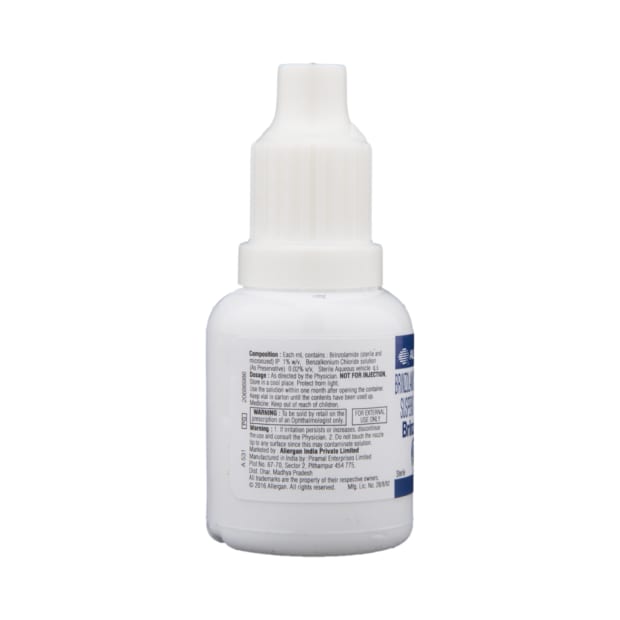 Composition : Each mL contains : Brinzolamide (sterile and
micronized) IP 1% w/v, Benzalkonium Chloride solution
(As Preservative) 0.02% v/v, Sterile Aqueous vehicle q.s
Dosage : As directed by the Physician. NOT FOR INJECTION.
Store in a cool place. Protect from light.
Use the solution within one month after opening the container.
Keep vial in carton until the contents have been used up.
Medicine: Keep out of reach of children.
WARNING : To be sold by retail on the
prescription of an Ophthalmologist only.
FOR EXTERNAL
USE ONLY
Warning : 1. If irritation persists or increases, discontinue
the use and consult the Physician. 2. Do not touch the nozzle
tip to any surface since this may contaminate solution.
Marketed by Allergan India Private Limited
Manufactured in India by: Piramal Enterprises Limited
Plot No. 67-70, Sector 2, Pithampur 454 775,
Dist. Dhar, Madhya Pradesh
All trademarks are the property of their respective owners.
© 2016 Allergan. All rights reserved. Mfg. Lic. No. 28/8/92
A 531
BRINZOLA
SUSPE
Brinz
Sterile